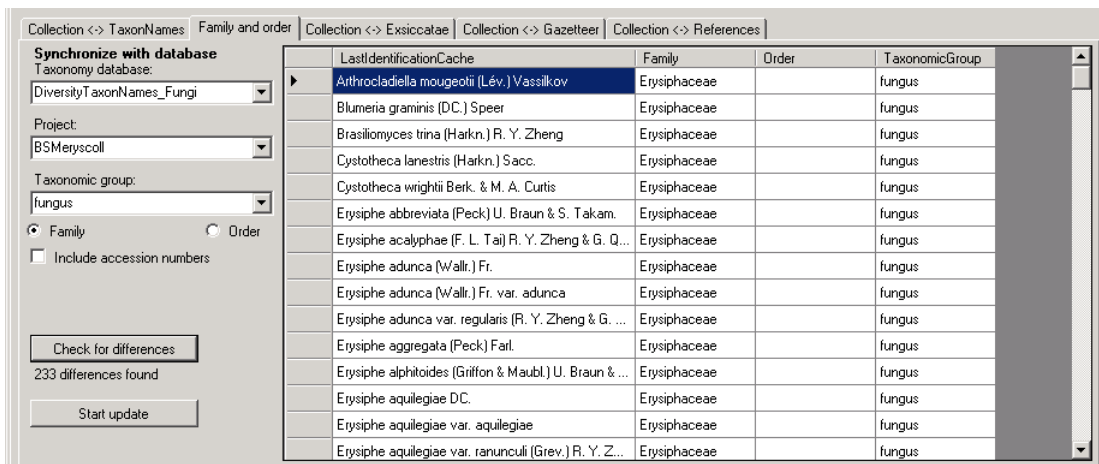 Collection <-> TaxonNames Family and order Collection <-> Exsiccatae Collection <-> Gazetteer Collection <-> References
Synchronize with database
Taxonomy database:
DiversityTaxonNames_Fungi
Project:
BSMeryscoll
Taxonomic group:
fungus
Family Order
Include accession numbers
Check for differences
233 differences found
Start update
LastIdentificationCache Family Order TaxonomicGroup
Arthrocladiella mougeotii (Lév.) Vassilkov Erysiphaceae fungus
Blumeria graminis (DC.) Speer Erysiphaceae fungus
Brasiliomyces trina (Harkn.) R. Y. Zheng Erysiphaceae fungus
Cystotheca lanestris (Harkn.) Sacc. Erysiphaceae fungus
Cystotheca wrightii Berk. & M. A. Curtis Erysiphaceae fungus
Erysiphe abbreviata (Peck) U. Braun & S. Takam. Erysiphaceae fungus
Erysiphe acalyphae (F. L. Tai) R. Y. Zheng & G. Q... Erysiphaceae fungus
Erysiphe adunca (Wallr.) Fr. Erysiphaceae fungus
Erysiphe adunca (Wallr.) Fr. var. adunca Erysiphaceae fungus
Erysiphe adunca var. regularis (R. Y. Zheng & G. ... Erysiphaceae fungus
Erysiphe aggregata (Peck) Farl. Erysiphaceae fungus
Erysiphe alphitoides (Griffon & Maubl.) U. Braun & ... Erysiphaceae fungus
Erysiphe aquilegiae DC. Erysiphaceae fungus
Erysiphe aquilegiae var. aquilegiae Erysiphaceae fungus
Erysiphe aquilegiae var. ranunculi (Grev.) R. Y. Z... Erysiphaceae fungus